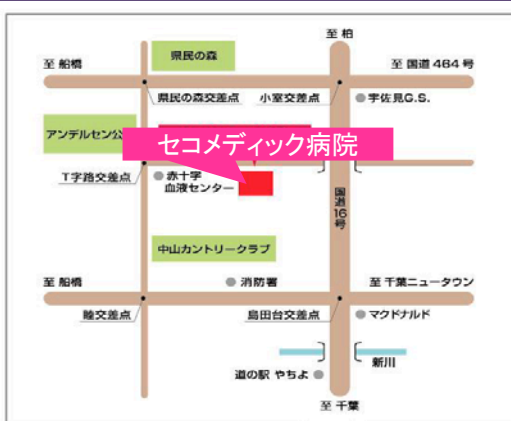 至 柏
県民の森
至 船橋
至 国道 464 号
県民の森交差点
小室交差点
宇佐見G.S.
アンデルセン公
セコメディック病院
T字路交差点
赤十字
血液センター
国道16号
中山カントリークラブ
至 船橋
消防署
至 千葉ニュータウン
睦交差点
島田台交差点
マクドナルド
新川
道の駅 やちよ
至 千葉